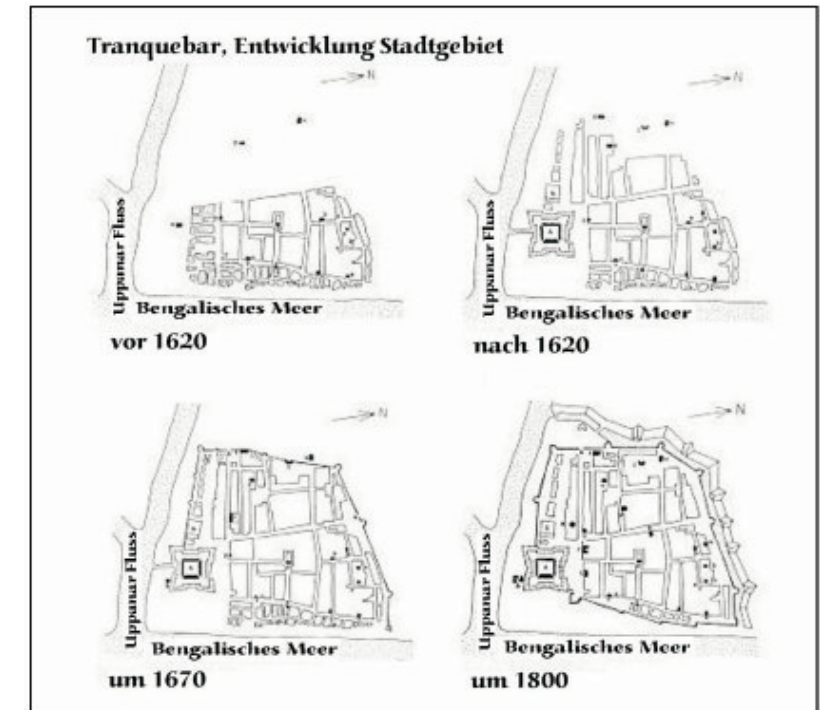 Tranquebar, Entwicklung Stadtgebiet
N
Uppanar Fluss
Bengalisches Meer
vor 1620
N
Uppanar Fluss
Bengalisches Meer
nach 1620
N
Uppanar Fluss
Bengalisches Meer
um 1670
N
Uppanar Fluss
Bengalisches Meer
um 1800